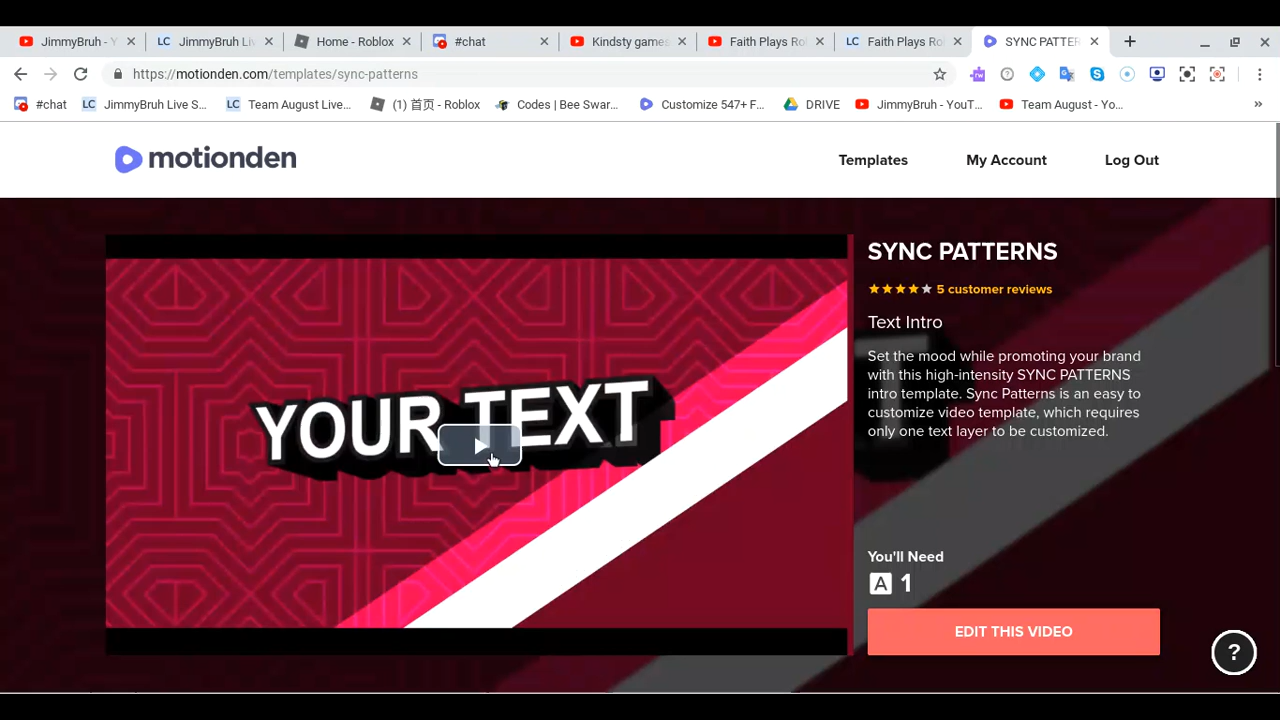 JimmyBruh - Y
LC JimmyBruh Li
Home - Roblox
#chat
Kindsty game
Faith Plays Ro
LC Faith Plays Ro
SYNC PATTER
https://motionden.com/templates/sync-patterns
#chat
LC JimmyBruh Live S...
LC Team August Live...
(1) 首页 - Roblox
Codes | Bee Swar...
Customize 547+ F...
DRIVE
JimmyBruh - YouT...
Team August - Yo...
»
motionden
Templates
My Account
Log Out
YOUR TEXT
SYNC PATTERNS
5 customer reviews
Text Intro
Set the mood while promoting your brand
with this high-intensity SYNC PATTERNS
intro template. Sync Patterns is an easy to
customize video template, which requires
only one text layer to be customized.
You'll Need
A 1
EDIT THIS VIDEO
?